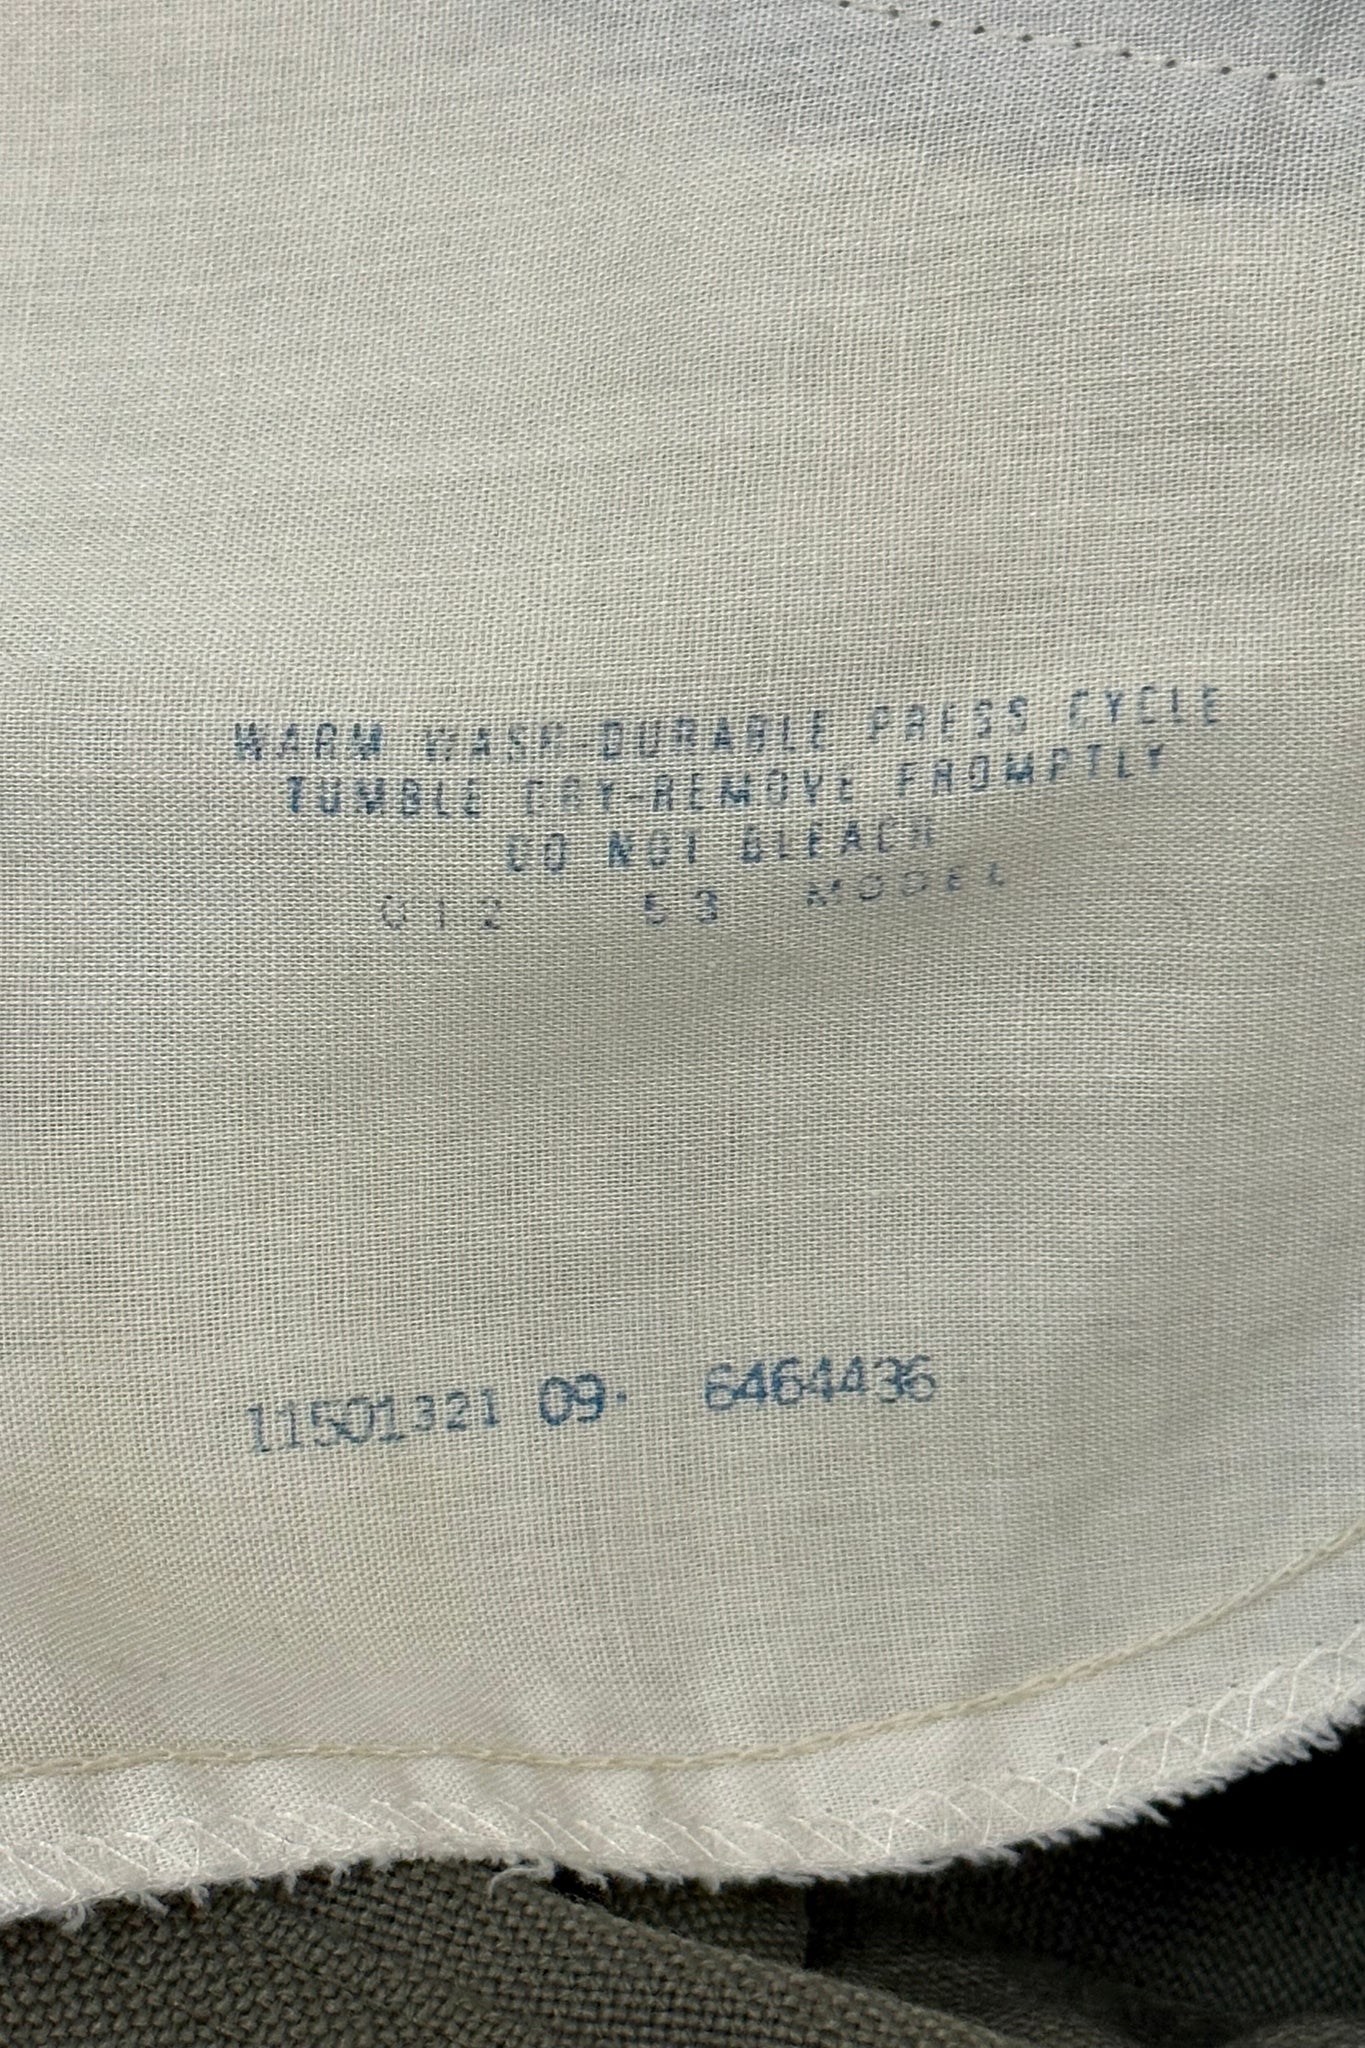 WARM WASH-DURABLE PRESS CYCLE
TUMBLE DRY-REMOVE PROMPTLY
DO NOT BLEACH
012 53 MODEL
11501321 09. 6464436